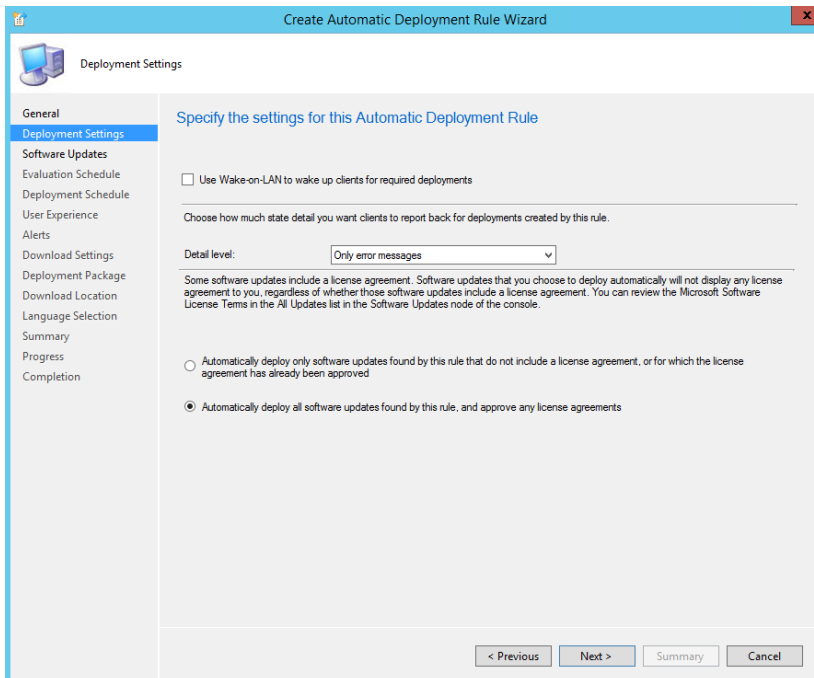 Create Automatic Deployment Rule Wizard
x
Deployment Settings
General
Deployment Settings
Software Updates
Evaluation Schedule
Deployment Schedule
User Experience
Alerts
Download Settings
Deployment Package
Download Location
Language Selection
Summary
Progress
Completion
Specify the settings for this Automatic Deployment Rule
Use Wake-on-LAN to wake up clients for required deployments
Choose how much state detail you want clients to report back for deployments created by this rule.
Detail level: Only error messages
Some software updates include a license agreement. Software updates that you choose to deploy automatically will not display any license
agreement to you, regardless of whether those software updates include a license agreement. You can review the Microsoft Software
License Terms in the All Updates list in the Software Updates node of the console.
Automatically deploy only software updates found by this rule that do not include a license agreement, or for which the license
agreement has already been approved
Automatically deploy all software updates found by this rule, and approve any license agreements
< Previous Next > Summary Cancel